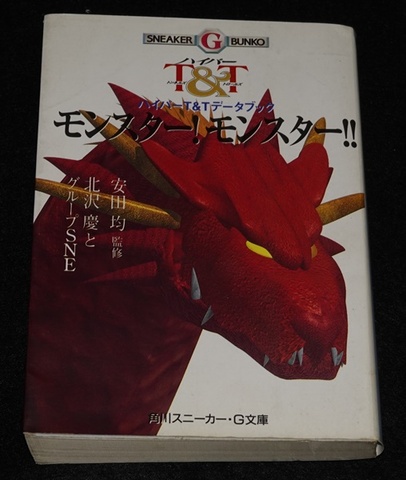 SNEAKER G BUNKO
ハイパー
T&T
ハイパーT&Tデータブック
モンスター!モンスター!!
安田 均 監修
北沢 慶と
グループSNE
角川スニーカー・G文庫